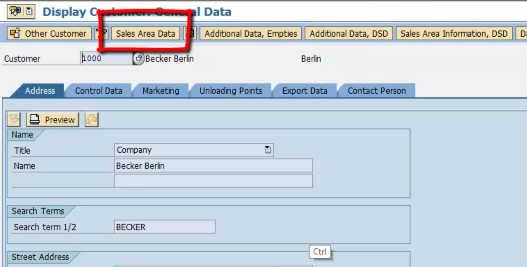 Display Customer: General Data
Other Customer Sales Area Data Additional Data, Empties Additional Data, DSD Sales Area Information, DSD
Customer 1000 Becker Berlin Berlin
Address Control Data Marketing Unloading Points Export Data Contact Person
Preview
Name
Title Company
Name Becker Berlin
Search Terms
Search term 1/2 BECKER
Ctrl
Street Address